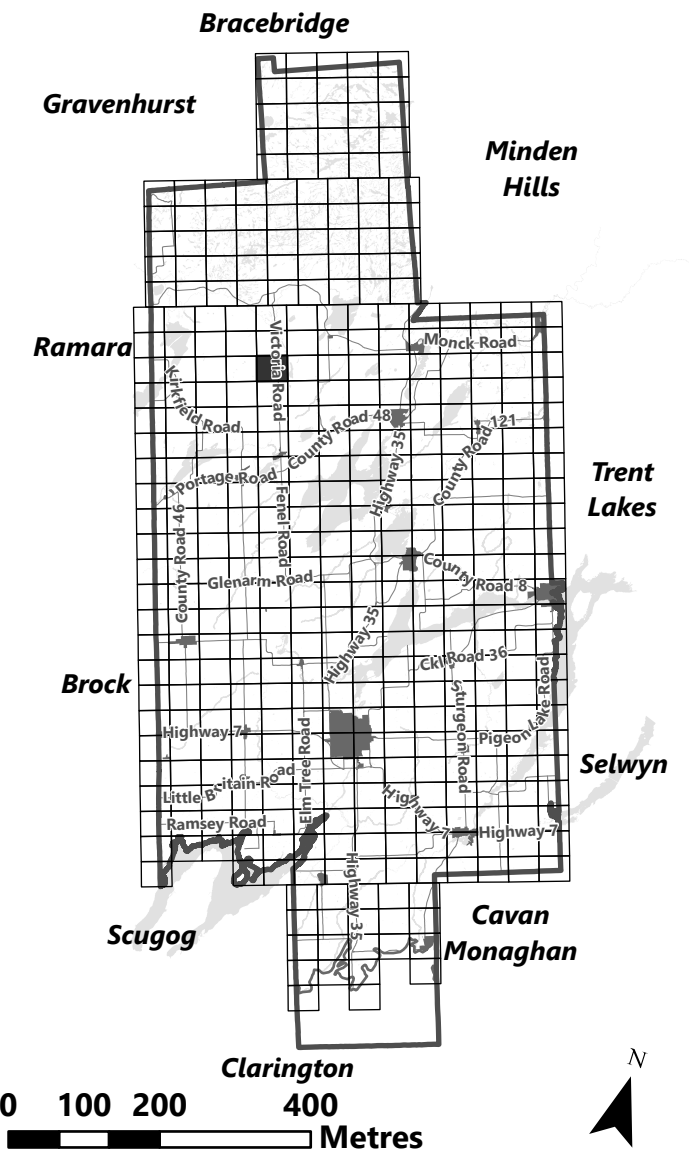 Bracebridge
Gravenhurst
Minden
Hills
Ramara
Victoria Road
Monck Road
Kirkfield Road
County Road 48
Highway 35
County Road 121
Portage Road
Trent
Lakes
Fenel Road
County Road 46
Glenarm Road
County Road 8
Highway 35
Ckl Road 36
Brock
Sturgeon Road
Pigeon Lake Road
Highway 7
Elm Tree Road
Selwyn
Little Britain Road
Highway 7
Ramsey Road
Highway 7
Highway 35
Scugog
Cavan
Monaghan
Clarington
N
0 100 200 400
Metres